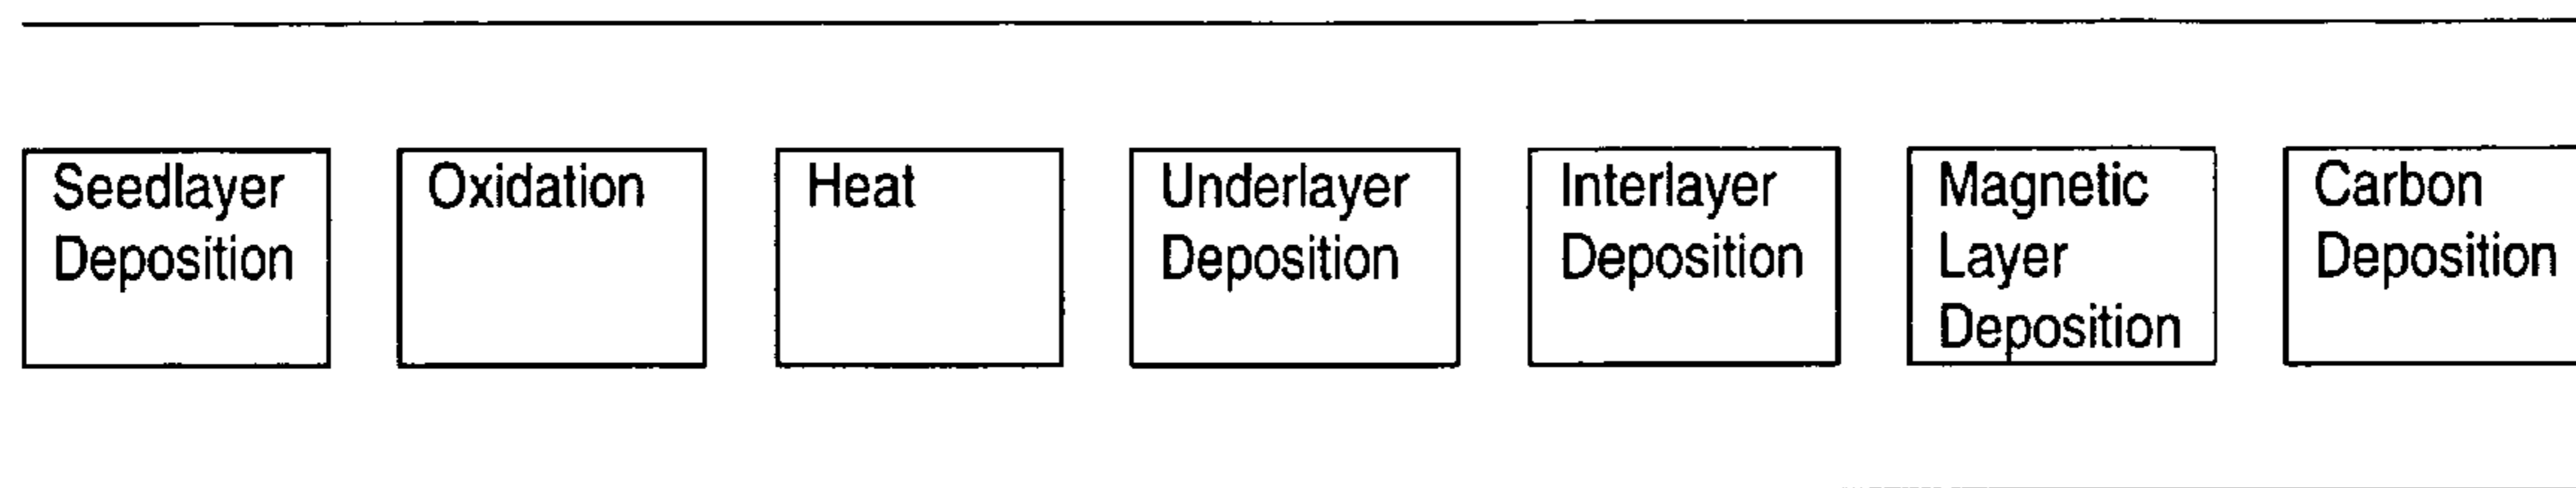 Seedlayer
Deposition
Oxidation
Heat
Underlayer
Deposition
Interlayer
Deposition
Magnetic
Layer
Deposition
Carbon
Deposition